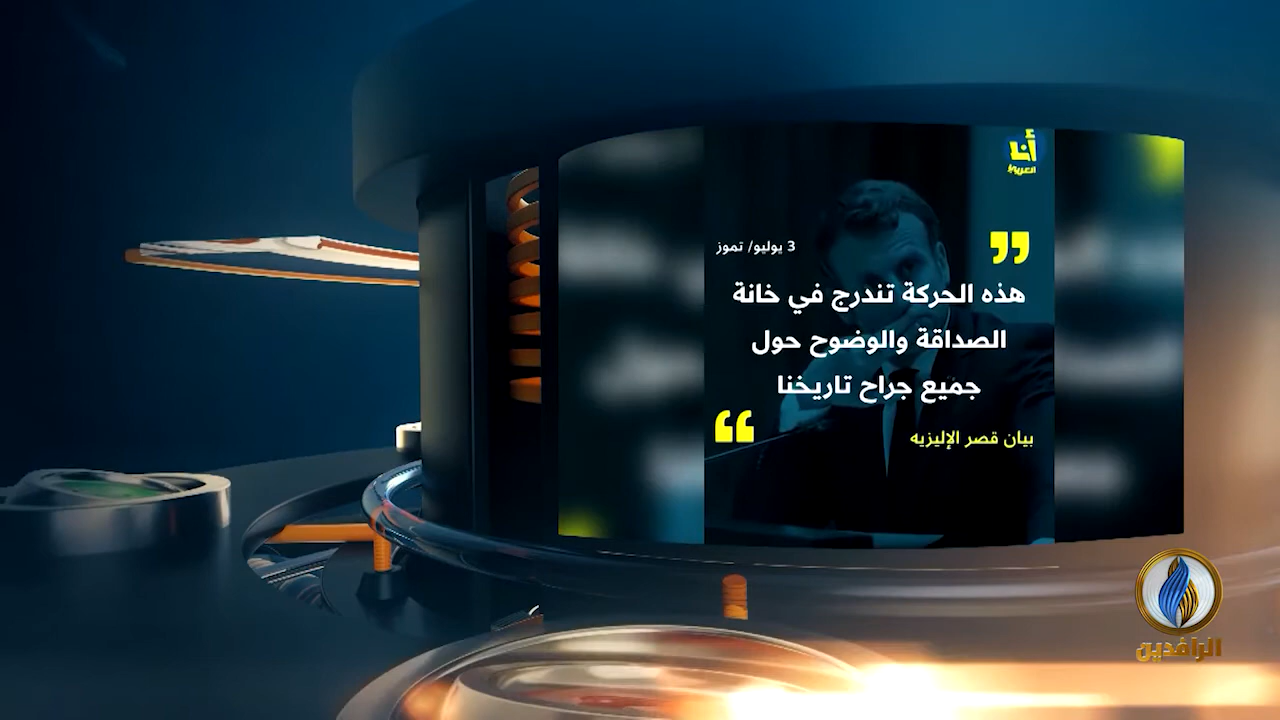 أنا
العربي
3 يوليو/ تموز
هذه الحركة تندرج في خانة
الصداقة والوضوح حول
جميع جراح تاريخنا
بيان قصر الإليزيه
الرافدين